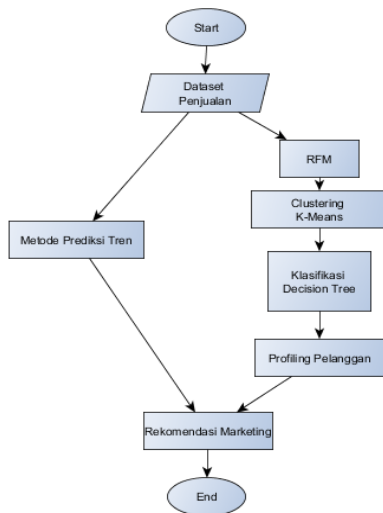 Start
Dataset
Penjualan
RFM
Clustering
K-Means
Metode Prediksi Tren
Klasifikasi
Decision Tree
Profiling Pelanggan
Rekomendasi Marketing
End